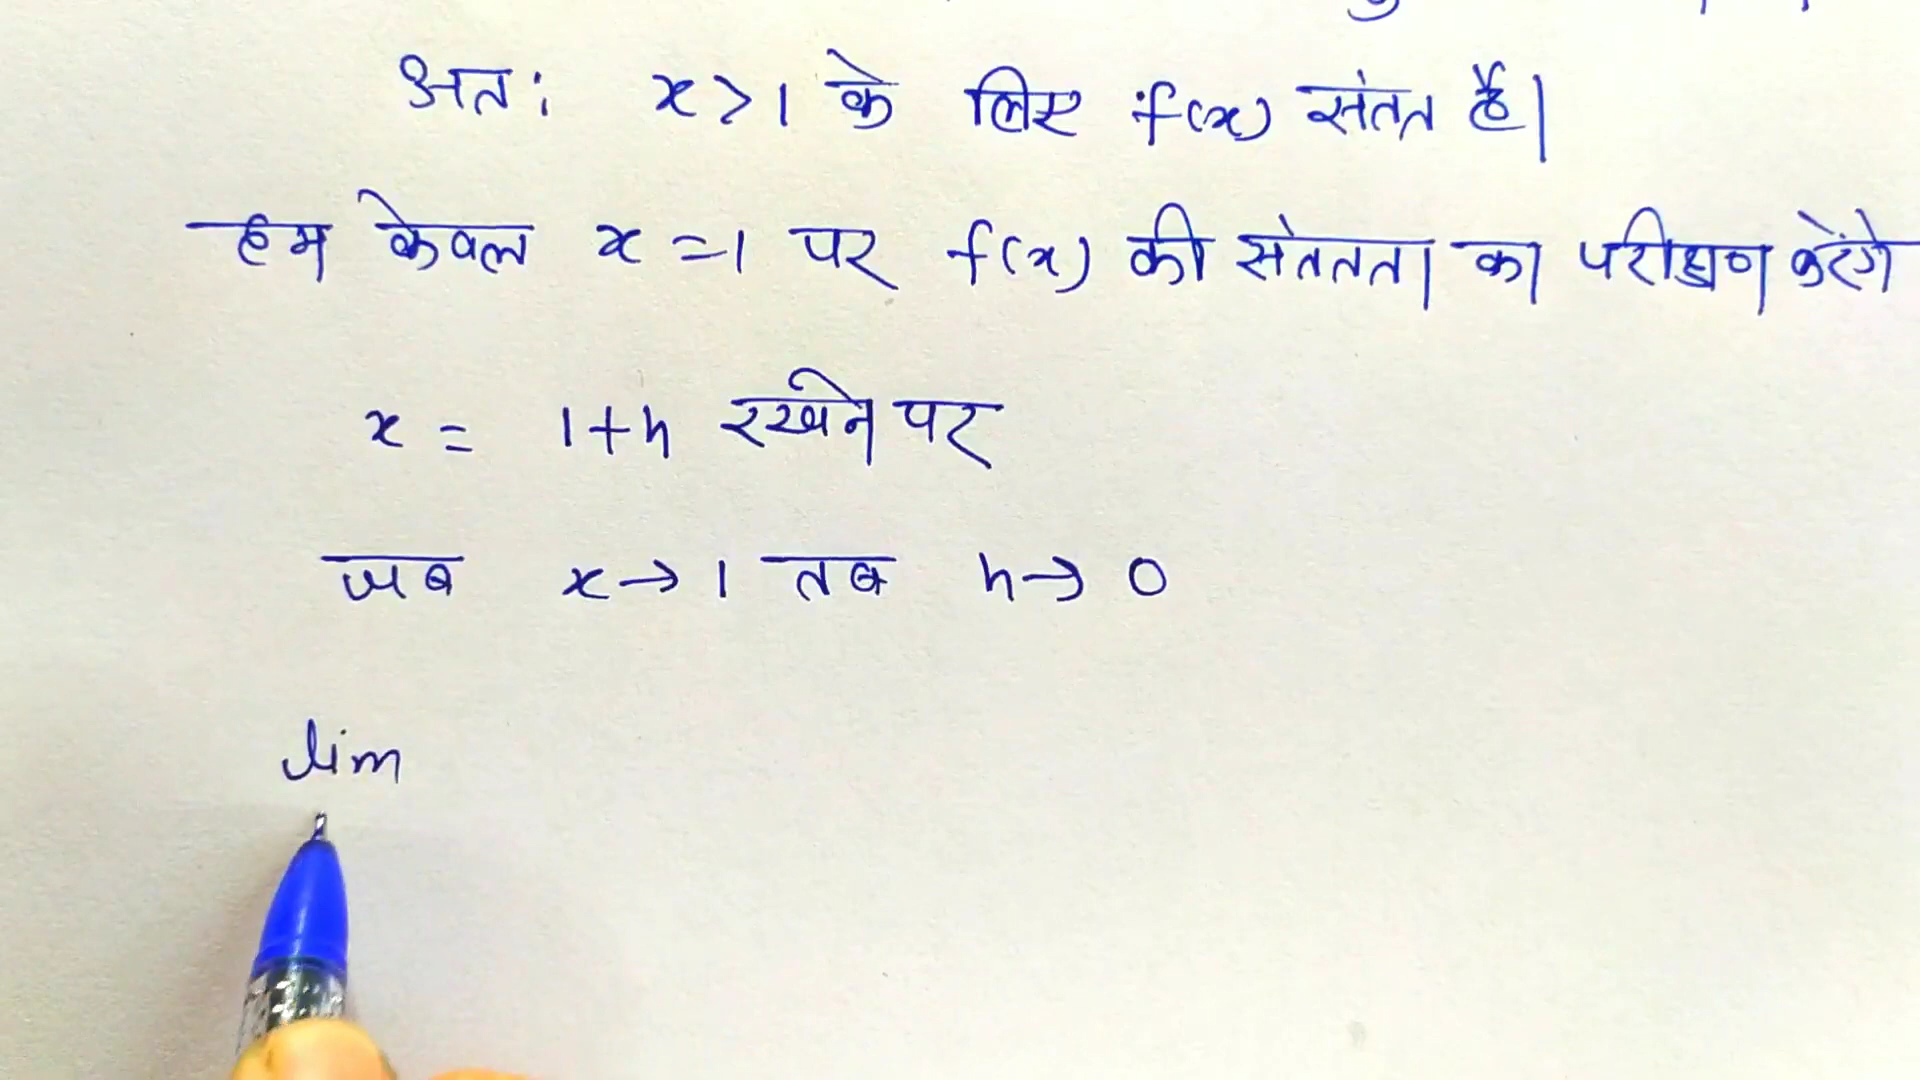 अत: x>1 के लिए f(x) संतत है।
हम केवल x=1 पर f(x) की संततता का परीक्षण करेंगे
x = 1+h रखने पर
जब x→1 तब h→0
lim